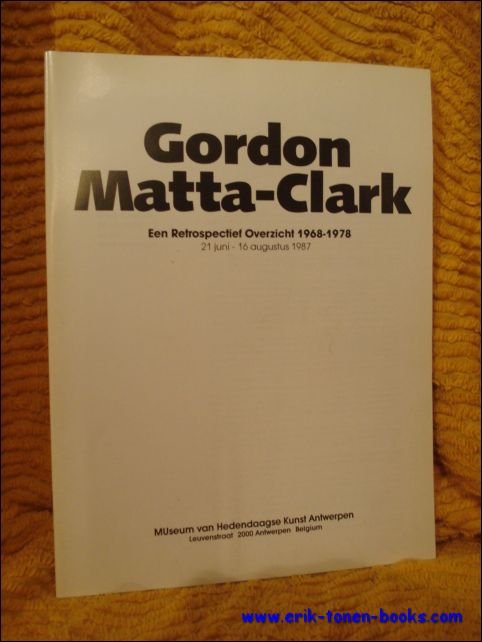 Gordon
Matta-Clark
Een Retrospectief Overzicht 1968-1978
21 juni - 16 augustus 1987
MUseum van Hedendaagse Kunst Antwerpen
Leuvenstraat 2000 Antwerpen Belgium
www.erik-tonen-books.com